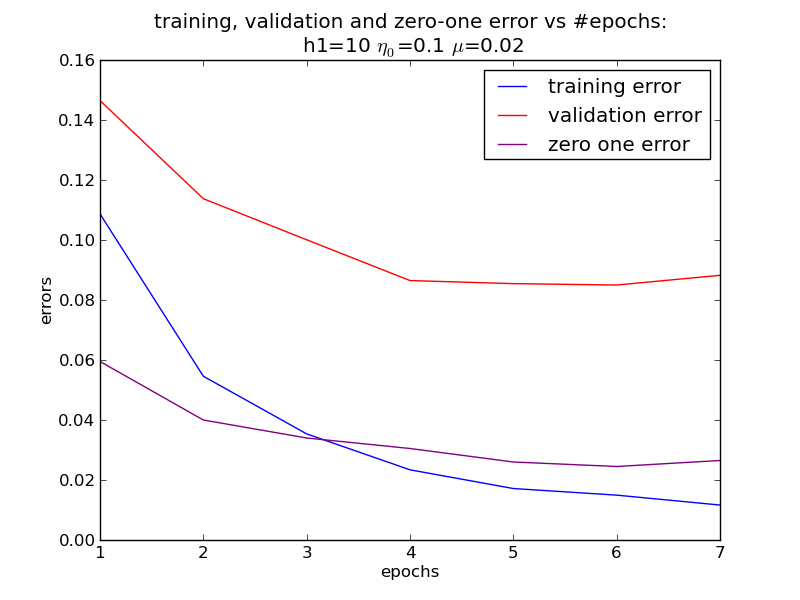 training, validation and zero-one error vs #epochs:
h1=10 η₀=0.1 μ=0.02
training error
validation error
zero one error
0.16
0.14
0.12
0.10
0.08
0.06
0.04
0.02
0.00
errors
1 2 3 4 5 6 7
epochs